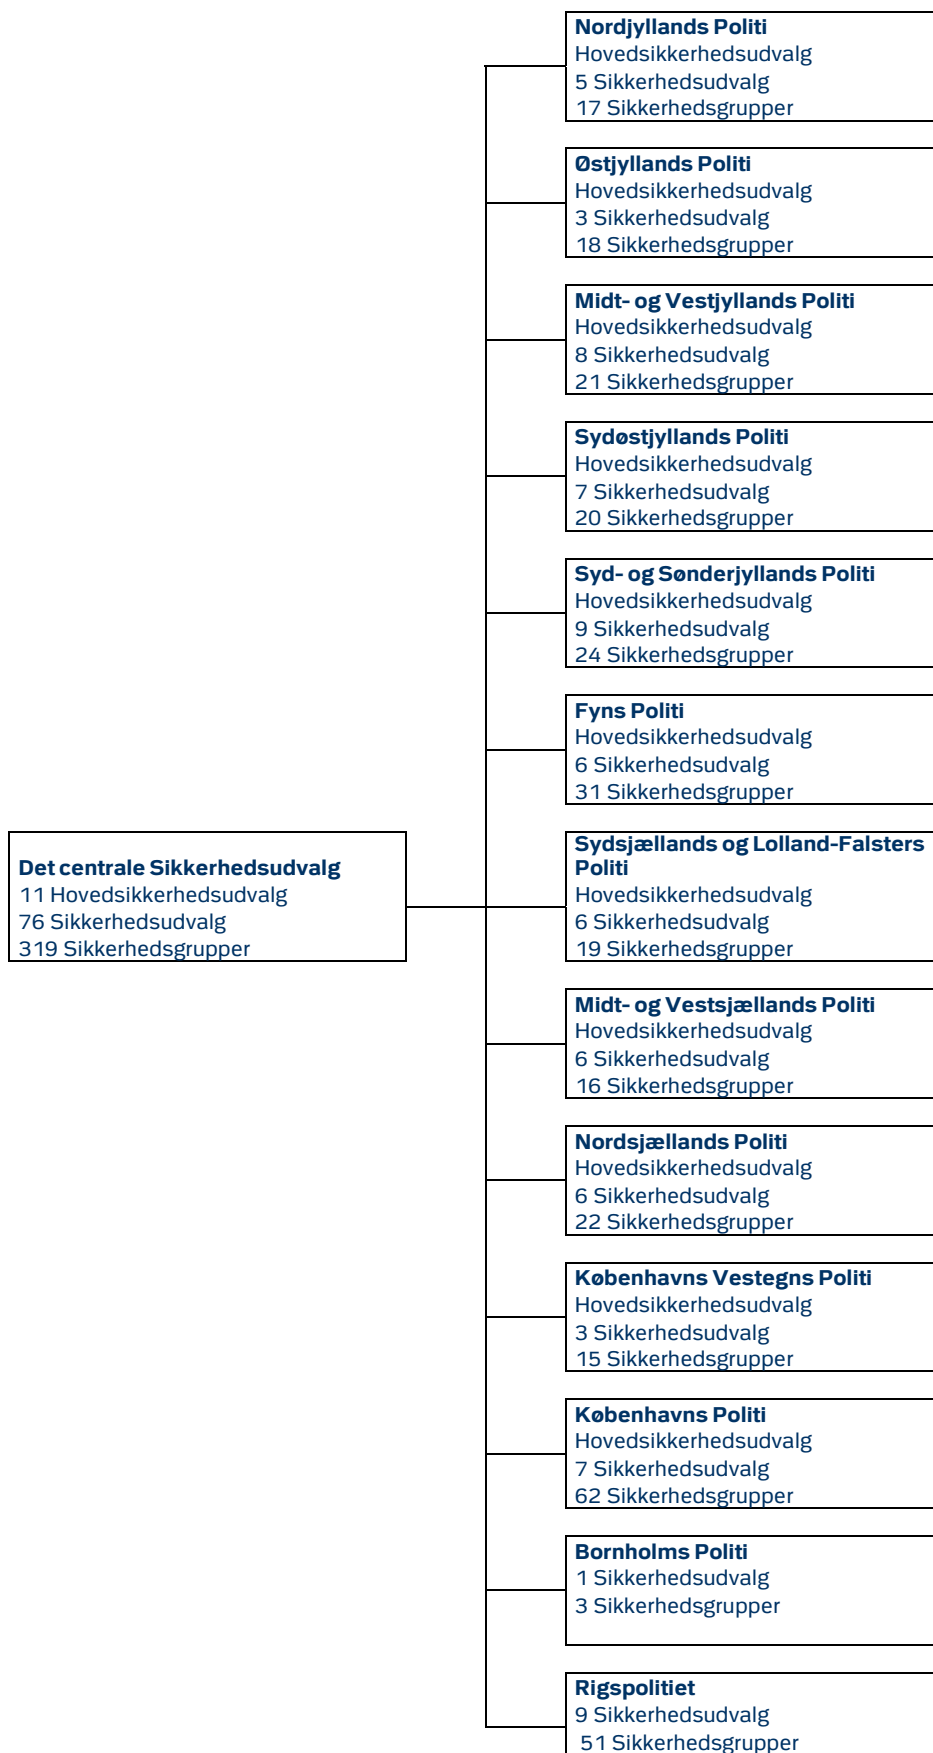 Nordjyllands Politi
Hovedsikkerhedsudvalg
5 Sikkerhedsudvalg
17 Sikkerhedsgrupper
Østjyllands Politi
Hovedsikkerhedsudvalg
3 Sikkerhedsudvalg
18 Sikkerhedsgrupper
Midt- og Vestjyllands Politi
Hovedsikkerhedsudvalg
8 Sikkerhedsudvalg
21 Sikkerhedsgrupper
Sydøstjyllands Politi
Hovedsikkerhedsudvalg
7 Sikkerhedsudvalg
20 Sikkerhedsgrupper
Syd- og Sønderjyllands Politi
Hovedsikkerhedsudvalg
9 Sikkerhedsudvalg
24 Sikkerhedsgrupper
Fyns Politi
Hovedsikkerhedsudvalg
6 Sikkerhedsudvalg
31 Sikkerhedsgrupper
Det centrale Sikkerhedsudvalg
11 Hovedsikkerhedsudvalg
76 Sikkerhedsudvalg
319 Sikkerhedsgrupper
Sydsjællands og Lolland-Falsters
Politi
Hovedsikkerhedsudvalg
6 Sikkerhedsudvalg
19 Sikkerhedsgrupper
Midt- og Vestsjællands Politi
Hovedsikkerhedsudvalg
6 Sikkerhedsudvalg
16 Sikkerhedsgrupper
Nordsjællands Politi
Hovedsikkerhedsudvalg
6 Sikkerhedsudvalg
22 Sikkerhedsgrupper
Københavns Vestegns Politi
Hovedsikkerhedsudvalg
3 Sikkerhedsudvalg
15 Sikkerhedsgrupper
Københavns Politi
Hovedsikkerhedsudvalg
7 Sikkerhedsudvalg
62 Sikkerhedsgrupper
Bornholms Politi
1 Sikkerhedsudvalg
3 Sikkerhedsgrupper
Rigspolitiet
9 Sikkerhedsudvalg
51 Sikkerhedsgrupper